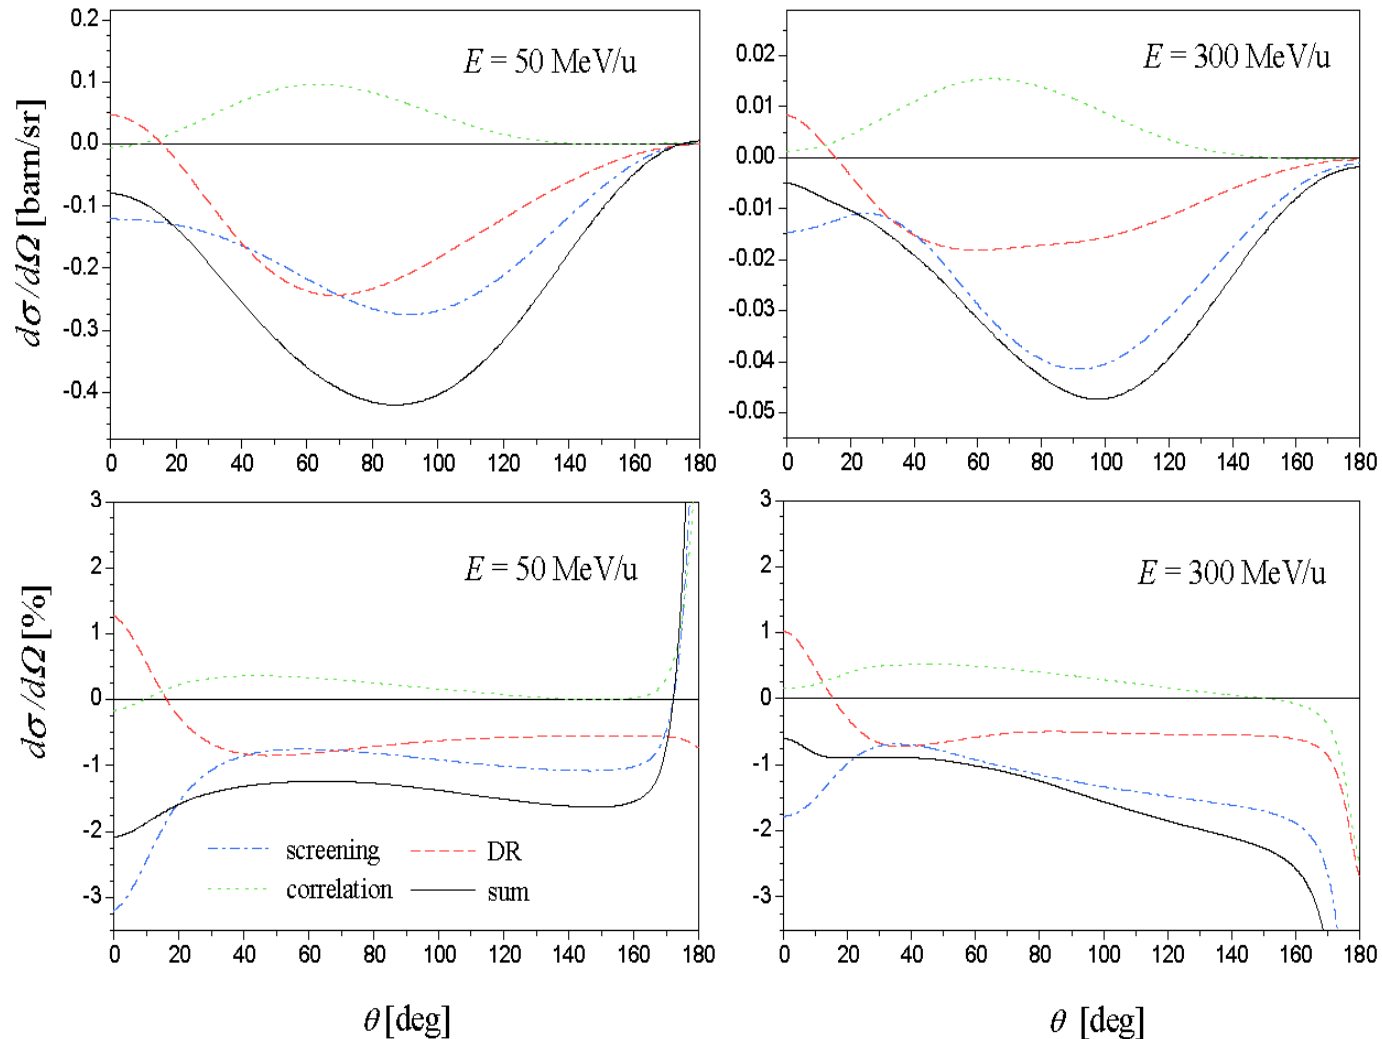 E = 50 MeV/u
dσ/dΩ [barn/sr]
0.2
0.1
0.0
-0.1
-0.2
-0.3
-0.4
0 20 40 60 80 100 120 140 160 180
E = 300 MeV/u
0.02
0.01
0.00
-0.01
-0.02
-0.03
-0.04
-0.05
0 20 40 60 80 100 120 140 160 180
E = 50 MeV/u
dσ/dΩ [%]
3
2
1
0
-1
-2
-3
screening DR
correlation sum
0 20 40 60 80 100 120 140 160 180
θ [deg]
E = 300 MeV/u
3
2
1
0
-1
-2
-3
0 20 40 60 80 100 120 140 160 180
θ [deg]